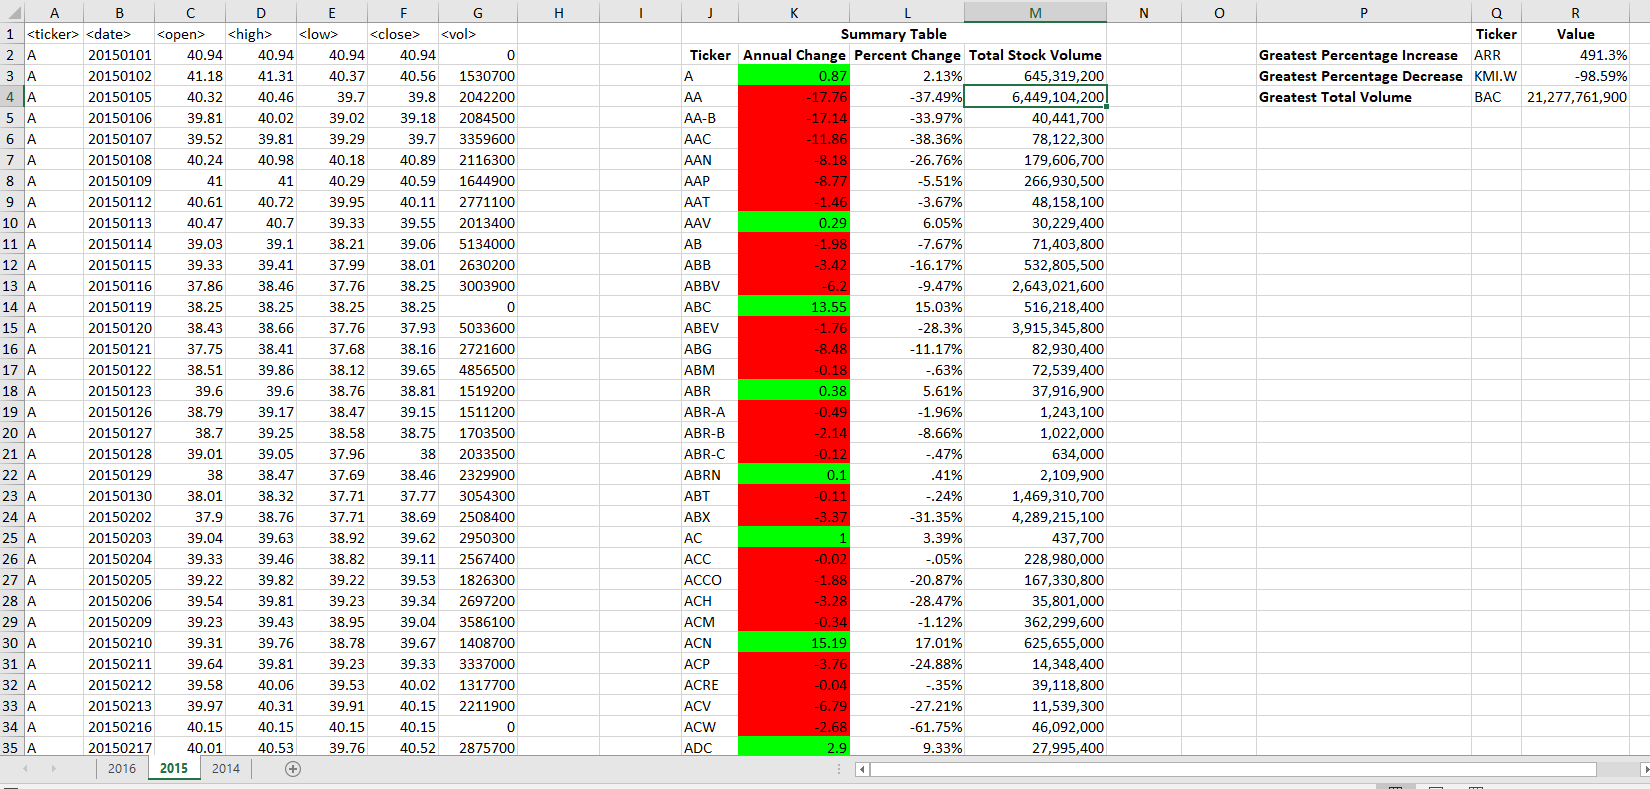 A B C D E F G H I J K L M N O P Q R
1 <ticker> <date> <open> <high> <low> <close> <vol> Summary Table Ticker Value
2 A 20150101 40.94 40.94 40.94 40.94 0 Ticker Annual Change Percent Change Total Stock Volume Greatest Percentage Increase ARR 491.3%
3 A 20150102 41.18 41.31 40.37 40.56 1530700 A 0.87 2.13% 645,319,200 Greatest Percentage Decrease KMI.W -98.59%
4 A 20150105 40.32 40.46 39.7 39.8 2042200 AA -17.76 -37.49% 6,449,104,200 Greatest Total Volume BAC 21,277,761,900
5 A 20150106 39.81 40.02 39.02 39.18 2084500 AA-B -17.14 -33.97% 40,441,700
6 A 20150107 39.52 39.81 39.29 39.7 3359600 AAC -11.86 -38.36% 78,122,300
7 A 20150108 40.24 40.98 40.18 40.89 2116300 AAN -8.18 -26.76% 179,606,700
8 A 20150109 41 41 40.29 40.59 1644900 AAP -8.77 -5.51% 266,930,500
9 A 20150112 40.61 40.72 39.95 40.11 2771100 AAT -1.46 -3.67% 48,158,100
10 A 20150113 40.47 40.7 39.33 39.55 2013400 AAV 0.29 6.05% 30,229,400
11 A 20150114 39.03 39.1 38.21 39.06 5134000 AB -1.98 -7.67% 71,403,800
12 A 20150115 39.33 39.41 37.99 38.01 2630200 ABB -3.42 -16.17% 532,805,500
13 A 20150116 37.86 38.46 37.76 38.25 3003900 ABBV -6.2 -9.47% 2,643,021,600
14 A 20150119 38.25 38.25 38.25 38.25 0 ABC 13.55 15.03% 516,218,400
15 A 20150120 38.43 38.66 37.76 37.93 5033600 ABEV -1.76 -28.3% 3,915,345,800
16 A 20150121 37.75 38.41 37.68 38.16 2721600 ABG -8.48 -11.17% 82,930,400
17 A 20150122 38.51 39.86 38.12 39.65 4856500 ABM -0.18 -.63% 72,539,400
18 A 20150123 39.6 39.6 38.76 38.81 1519200 ABR 0.38 5.61% 37,916,900
19 A 20150126 38.79 39.17 38.47 39.15 1511200 ABR-A -0.49 -1.96% 1,243,100
20 A 20150127 38.7 39.25 38.58 38.75 1703500 ABR-B -2.14 -8.66% 1,022,000
21 A 20150128 39.01 39.05 37.96 38 2033500 ABR-C -0.12 -.47% 634,000
22 A 20150129 38 38.47 37.69 38.46 2329900 ABRN 0.1 .41% 2,109,900
23 A 20150130 38.01 38.32 37.71 37.77 3054300 ABT -0.11 -.24% 1,469,310,700
24 A 20150202 37.9 38.76 37.71 38.69 2508400 ABX -3.37 -31.35% 4,289,215,100
25 A 20150203 39.04 39.63 38.92 39.62 2950300 AC 1 3.39% 437,700
26 A 20150204 39.33 39.46 38.82 39.11 2567400 ACC -0.02 -.05% 228,980,000
27 A 20150205 39.22 39.82 39.22 39.53 1826300 ACCO -1.88 -20.87% 167,330,800
28 A 20150206 39.54 39.81 39.23 39.34 2697200 ACH -3.28 -28.47% 35,801,000
29 A 20150209 39.23 39.43 38.95 39.04 3586100 ACM -0.34 -1.12% 362,299,600
30 A 20150210 39.31 39.76 38.78 39.67 1408700 ACN 15.19 17.01% 625,655,000
31 A 20150211 39.64 39.81 39.23 39.33 3337000 ACP -3.76 -24.88% 14,348,400
32 A 20150212 39.58 40.06 39.53 40.02 1317700 ACRE -0.04 -.35% 39,118,800
33 A 20150213 39.97 40.31 39.91 40.15 2211900 ACV -6.79 -27.21% 11,539,300
34 A 20150216 40.15 40.15 40.15 40.15 0 ACW -2.68 -61.75% 46,092,000
35 A 20150217 40.01 40.53 39.76 40.52 2875700 ADC 2.9 9.33% 27,995,400
2016 2015 2014